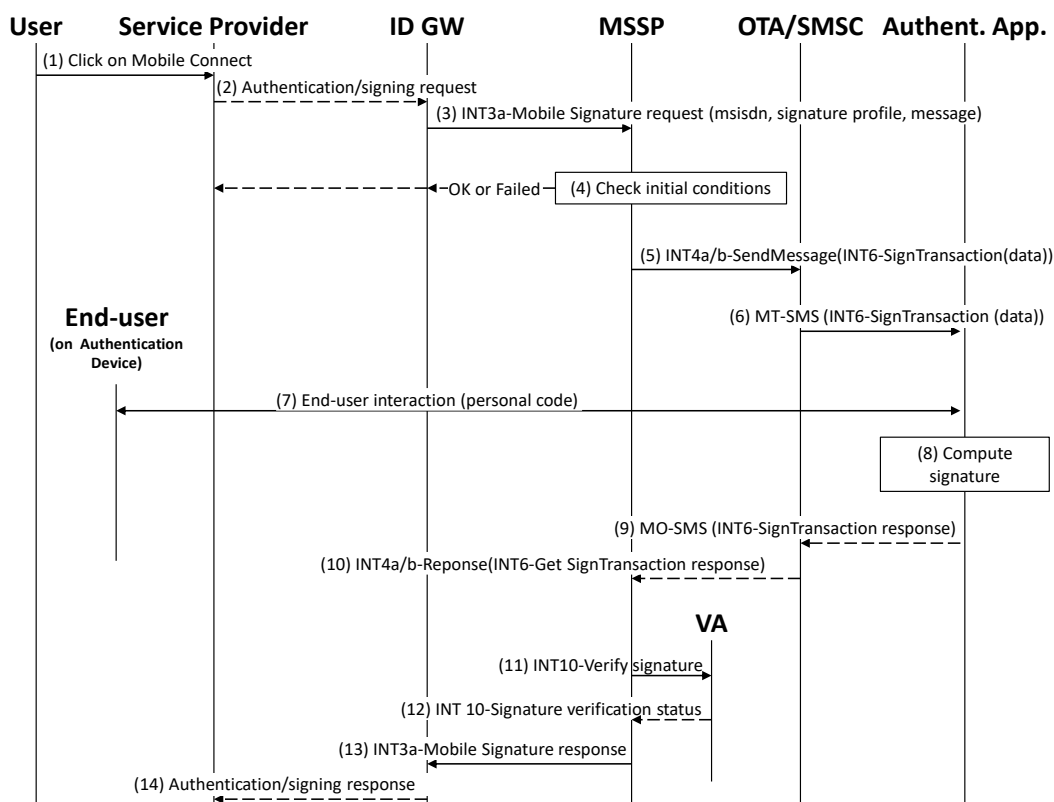 User Service Provider ID GW MSSP OTA/SMSC Authent. App.
(1) Click on Mobile Connect
(2) Authentication/signing request
(3) INT3a-Mobile Signature request (msisdn, signature profile, message)
OK or Failed (4) Check initial conditions
(5) INT4a/b-SendMessage(INT6-SignTransaction(data))
End-user
(on Authentication
Device)
(6) MT-SMS (INT6-SignTransaction (data))
(7) End-user interaction (personal code)
(8) Compute
signature
(9) MO-SMS (INT6-SignTransaction response)
(10) INT4a/b-Reponse(INT6-Get SignTransaction response)
VA
(11) INT10-Verify signature
(12) INT 10-Signature verification status
(13) INT3a-Mobile Signature response
(14) Authentication/signing response